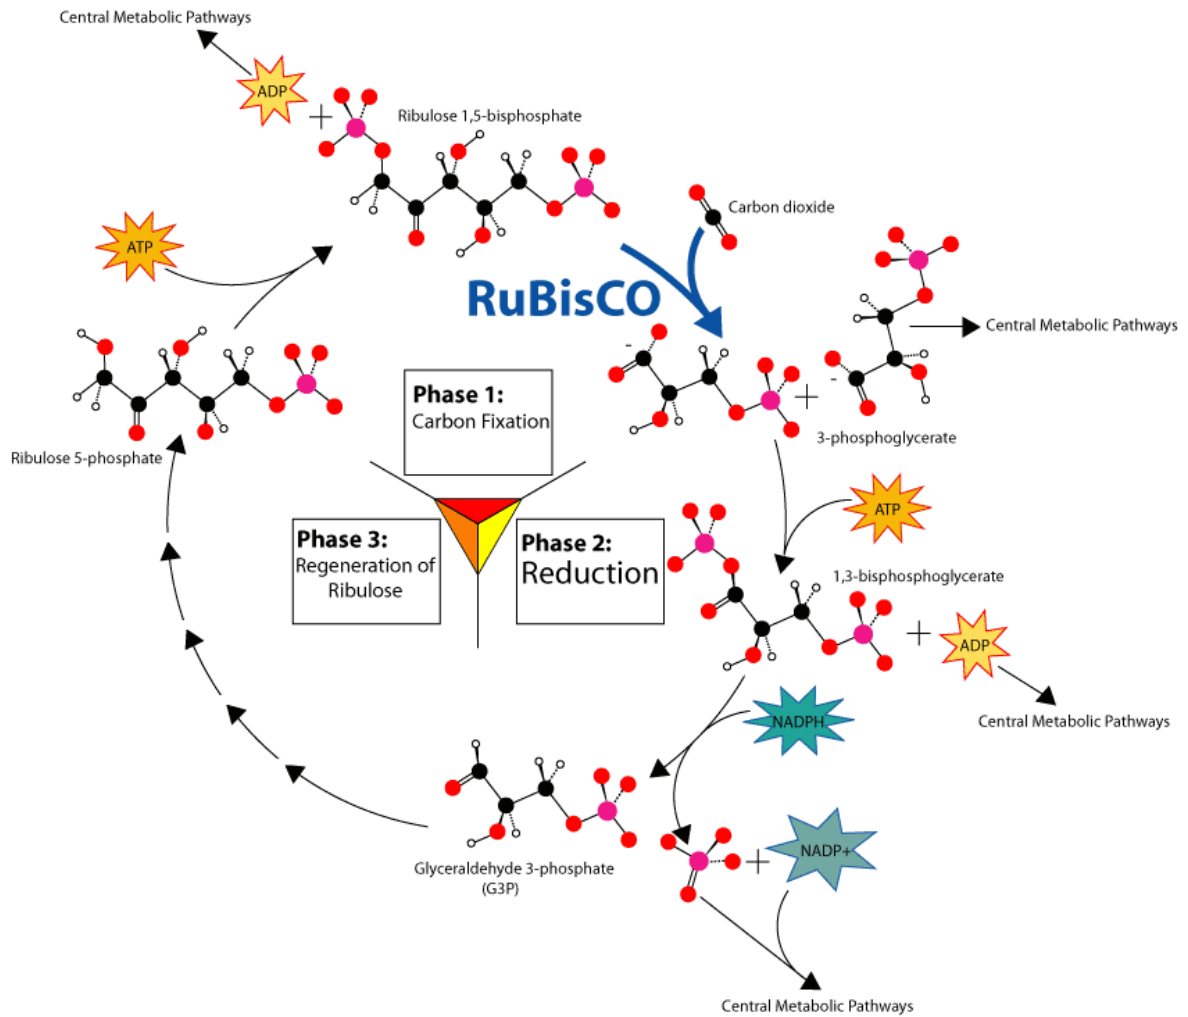 Central Metabolic Pathways
ADP
+
Ribulose 1,5-bisphosphate
Carbon dioxide
ATP
RuBisCO
Central Metabolic Pathways
-
-
+
3-phosphoglycerate
Phase 1:
Carbon Fixation
Ribulose 5-phosphate
ATP
Phase 3:
Regeneration of
Ribulose
Phase 2:
Reduction
1,3-bisphosphoglycerate
+
ADP
Central Metabolic Pathways
NADPH
Glyceraldehyde 3-phosphate
(G3P)
+
NADP+
Central Metabolic Pathways